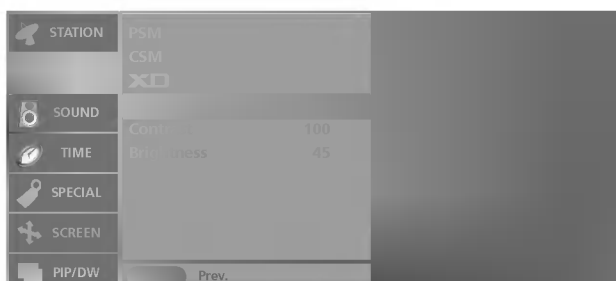 STATION
SOUND
TIME
SPECIAL
SCREEN
PIP/DW
PSM
CSM
XD
Contrast 100
Brightness 45
Prev.